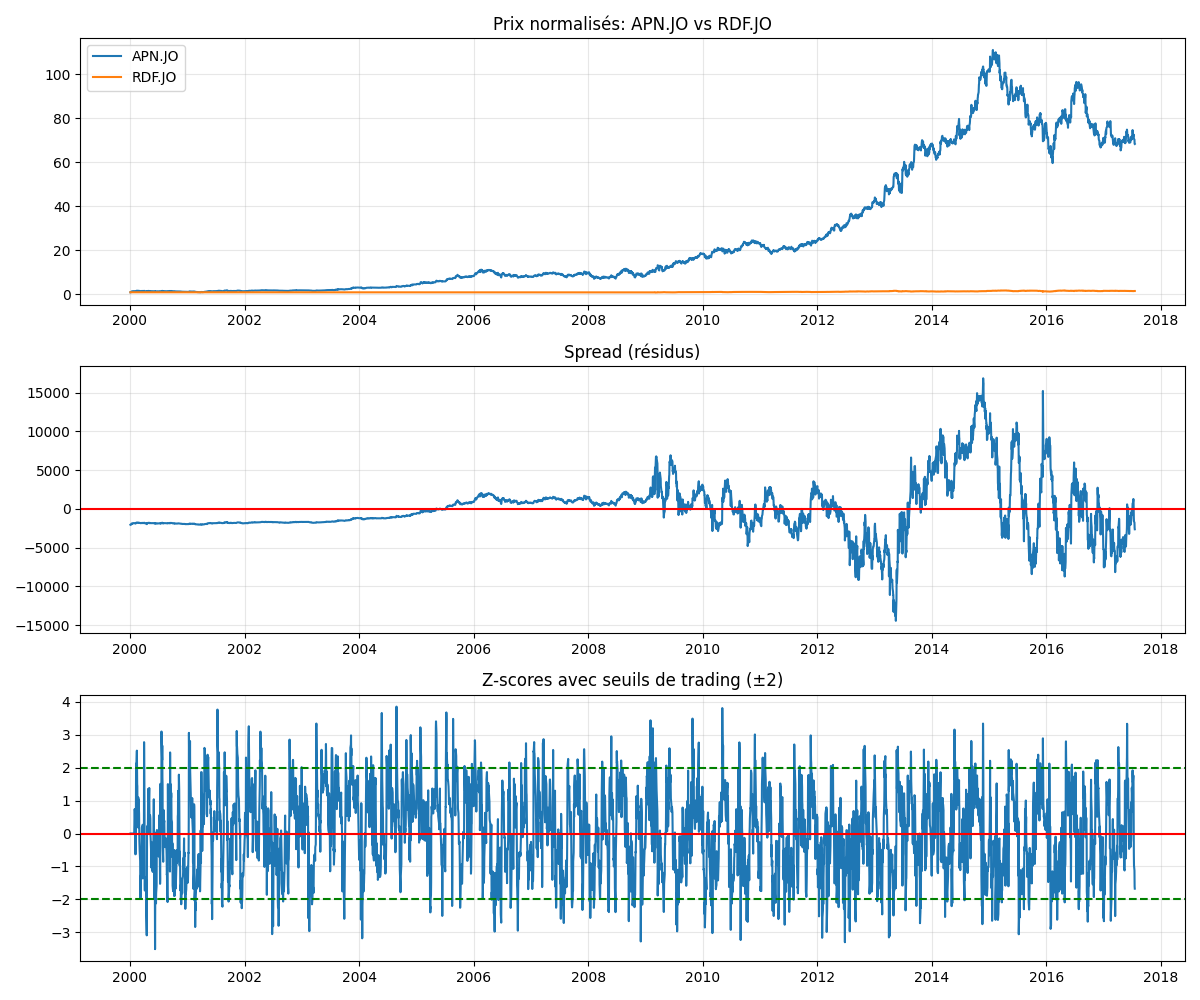 Prix normalisés: APN.JO vs RDF.JO
APN.JO
RDF.JO
100
80
60
40
20
0
2000 2002 2004 2006 2008 2010 2012 2014 2016 2018
Spread (résidus)
15000
10000
5000
0
−5000
−10000
−15000
2000 2002 2004 2006 2008 2010 2012 2014 2016 2018
Z-scores avec seuils de trading (±2)
4
3
2
1
0
−1
−2
−3
2000 2002 2004 2006 2008 2010 2012 2014 2016 2018